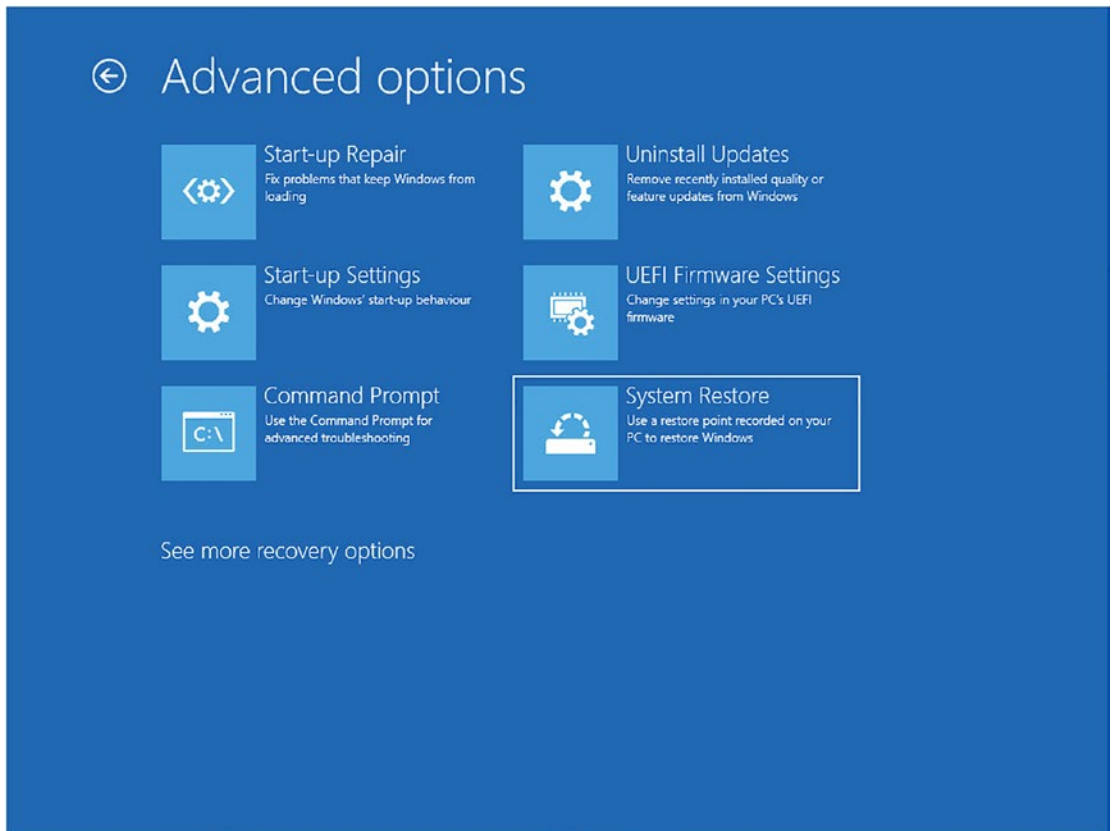 Advanced options
Start-up Repair
Fix problems that keep Windows from
loading
Uninstall Updates
Remove recently installed quality or
feature updates from Windows
Start-up Settings
Change Windows' start-up behaviour
UEFI Firmware Settings
Change settings in your PC's UEFI
firmware
C:\
Command Prompt
Use the Command Prompt for
advanced troubleshooting
System Restore
Use a restore point recorded on your
PC to restore Windows
See more recovery options